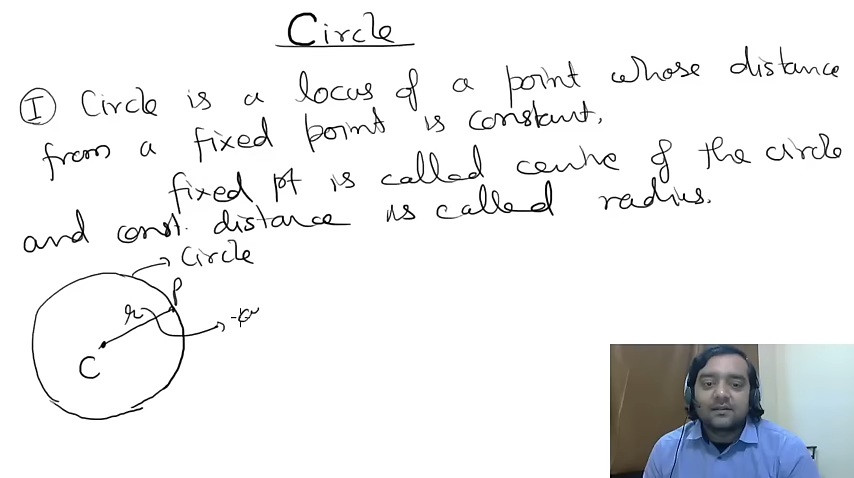 Circle
I Circle is a locus of a point whose distance
from a fixed point is constant.
fixed pt is called centre of the circle
and const. distance is called radius.
Circle
P
r
C